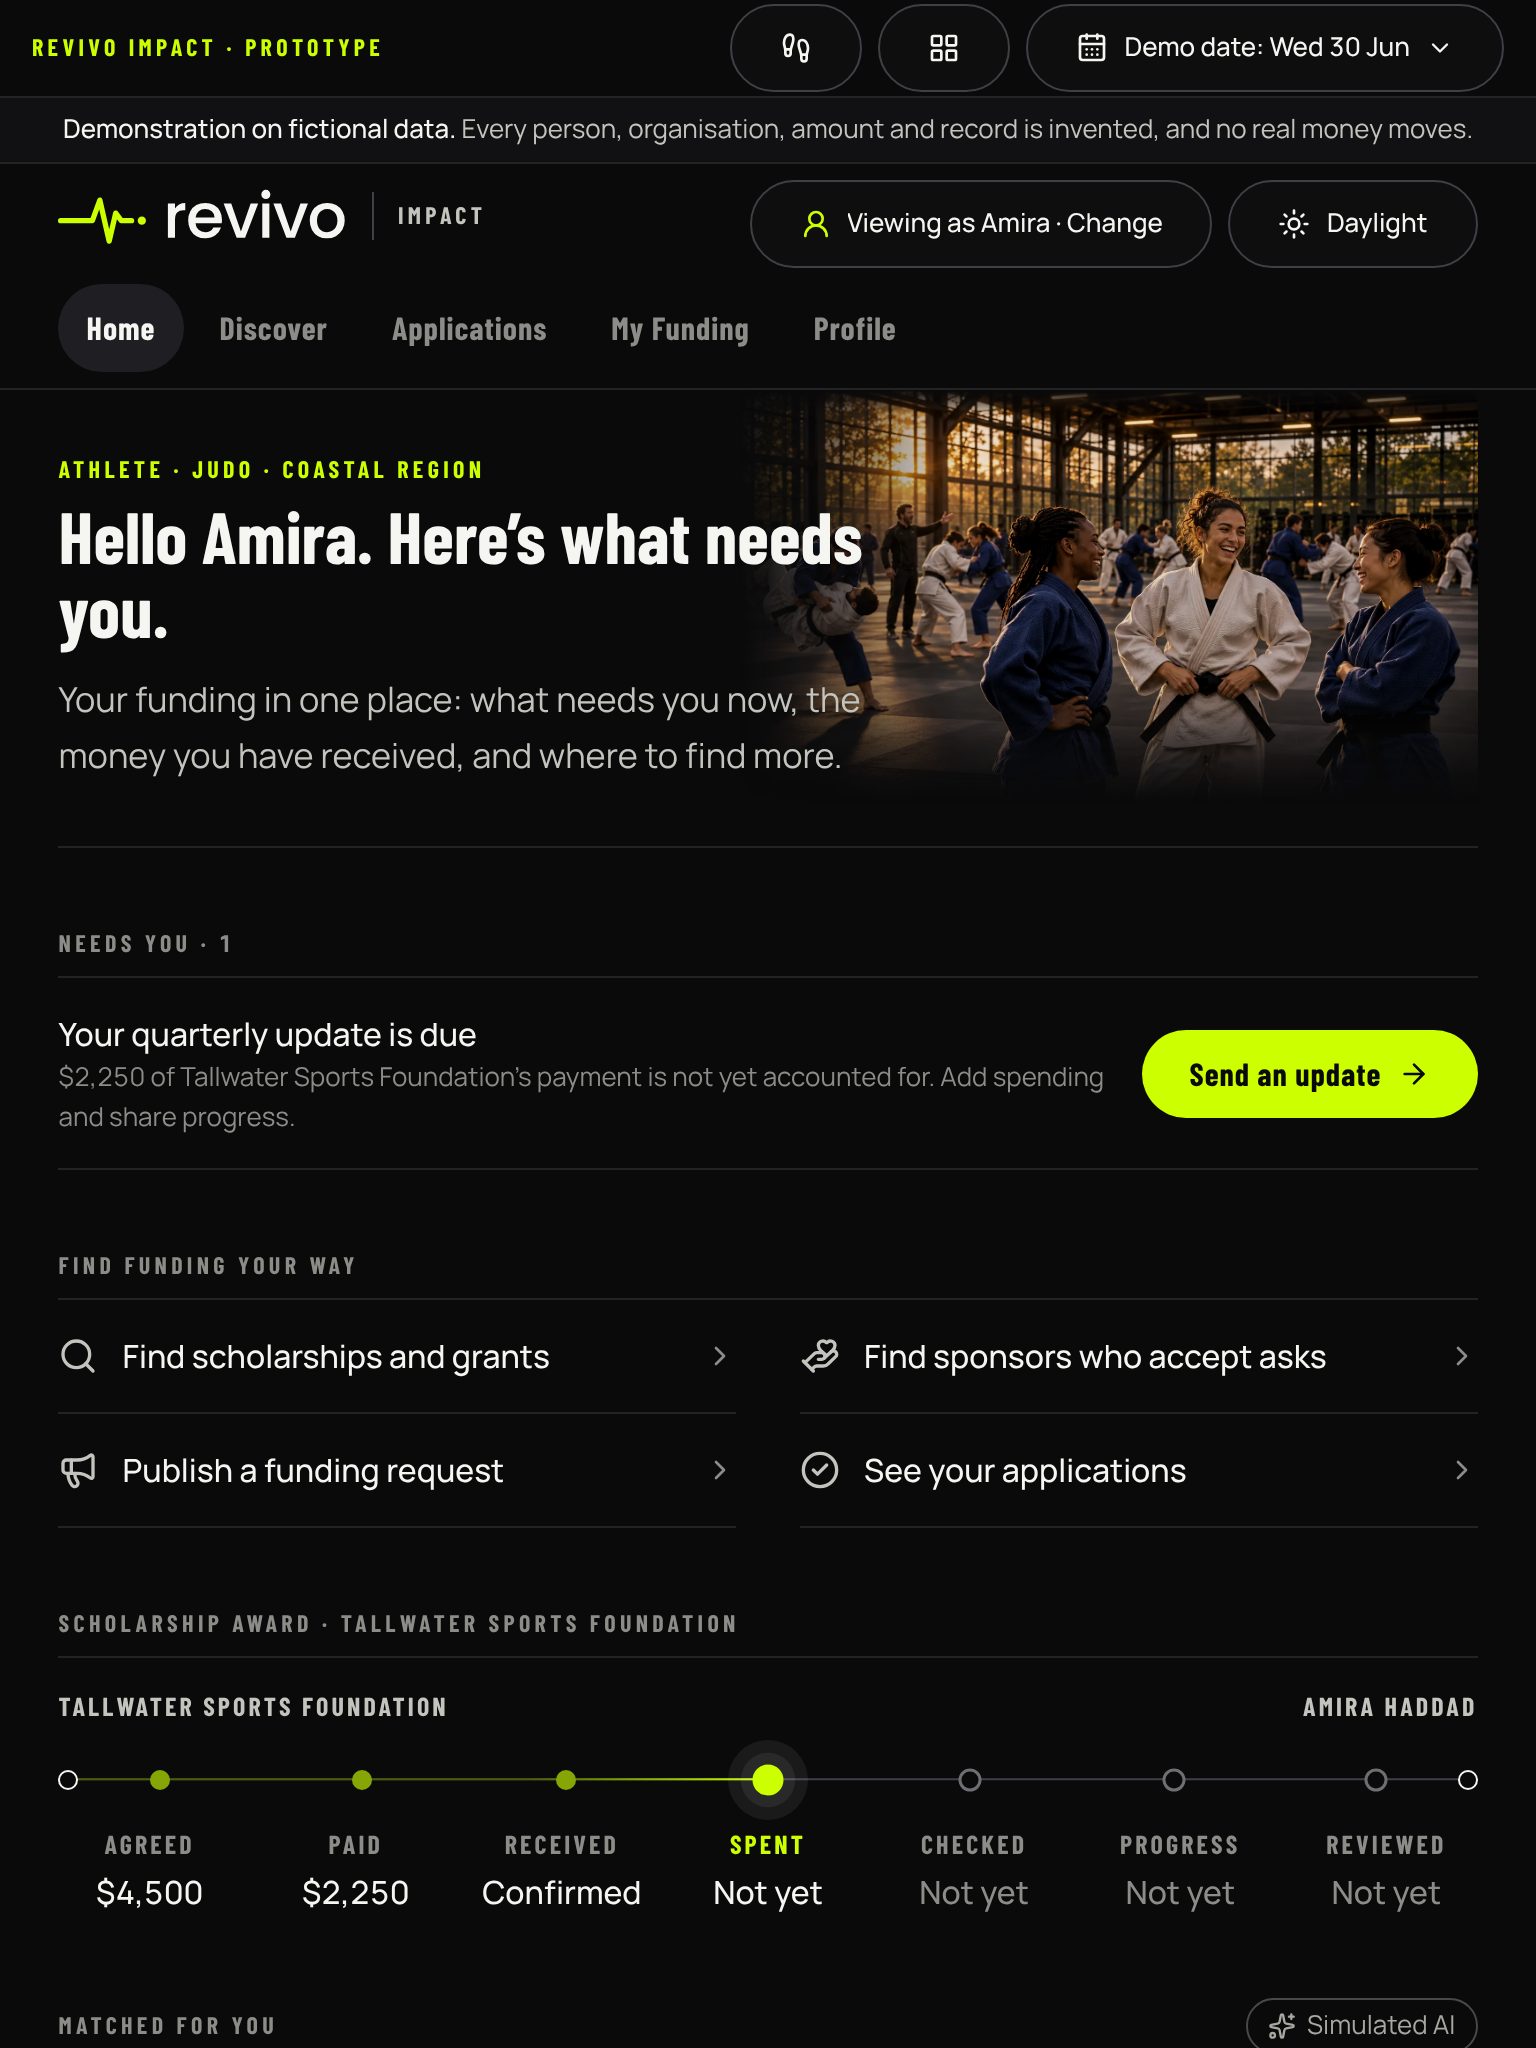 REVIVO IMPACT · PROTOTYPE
Demo date: Wed 30 Jun
Demonstration on fictional data. Every person, organisation, amount and record is invented, and no real money moves.
revivo IMPACT
Viewing as Amira · Change
Daylight
Home Discover Applications My Funding Profile
ATHLETE · JUDO · COASTAL REGION
Hello Amira. Here’s what needs
you.
Your funding in one place: what needs you now, the
money you have received, and where to find more.
NEEDS YOU · 1
Your quarterly update is due
$2,250 of Tallwater Sports Foundation’s payment is not yet accounted for. Add spending
and share progress.
Send an update
FIND FUNDING YOUR WAY
Find scholarships and grants
Find sponsors who accept asks
Publish a funding request
See your applications
SCHOLARSHIP AWARD · TALLWATER SPORTS FOUNDATION
TALLWATER SPORTS FOUNDATION
AMIRA HADDAD
AGREED PAID RECEIVED SPENT CHECKED PROGRESS REVIEWED
$4,500 $2,250 Confirmed Not yet Not yet Not yet Not yet
MATCHED FOR YOU
Simulated AI